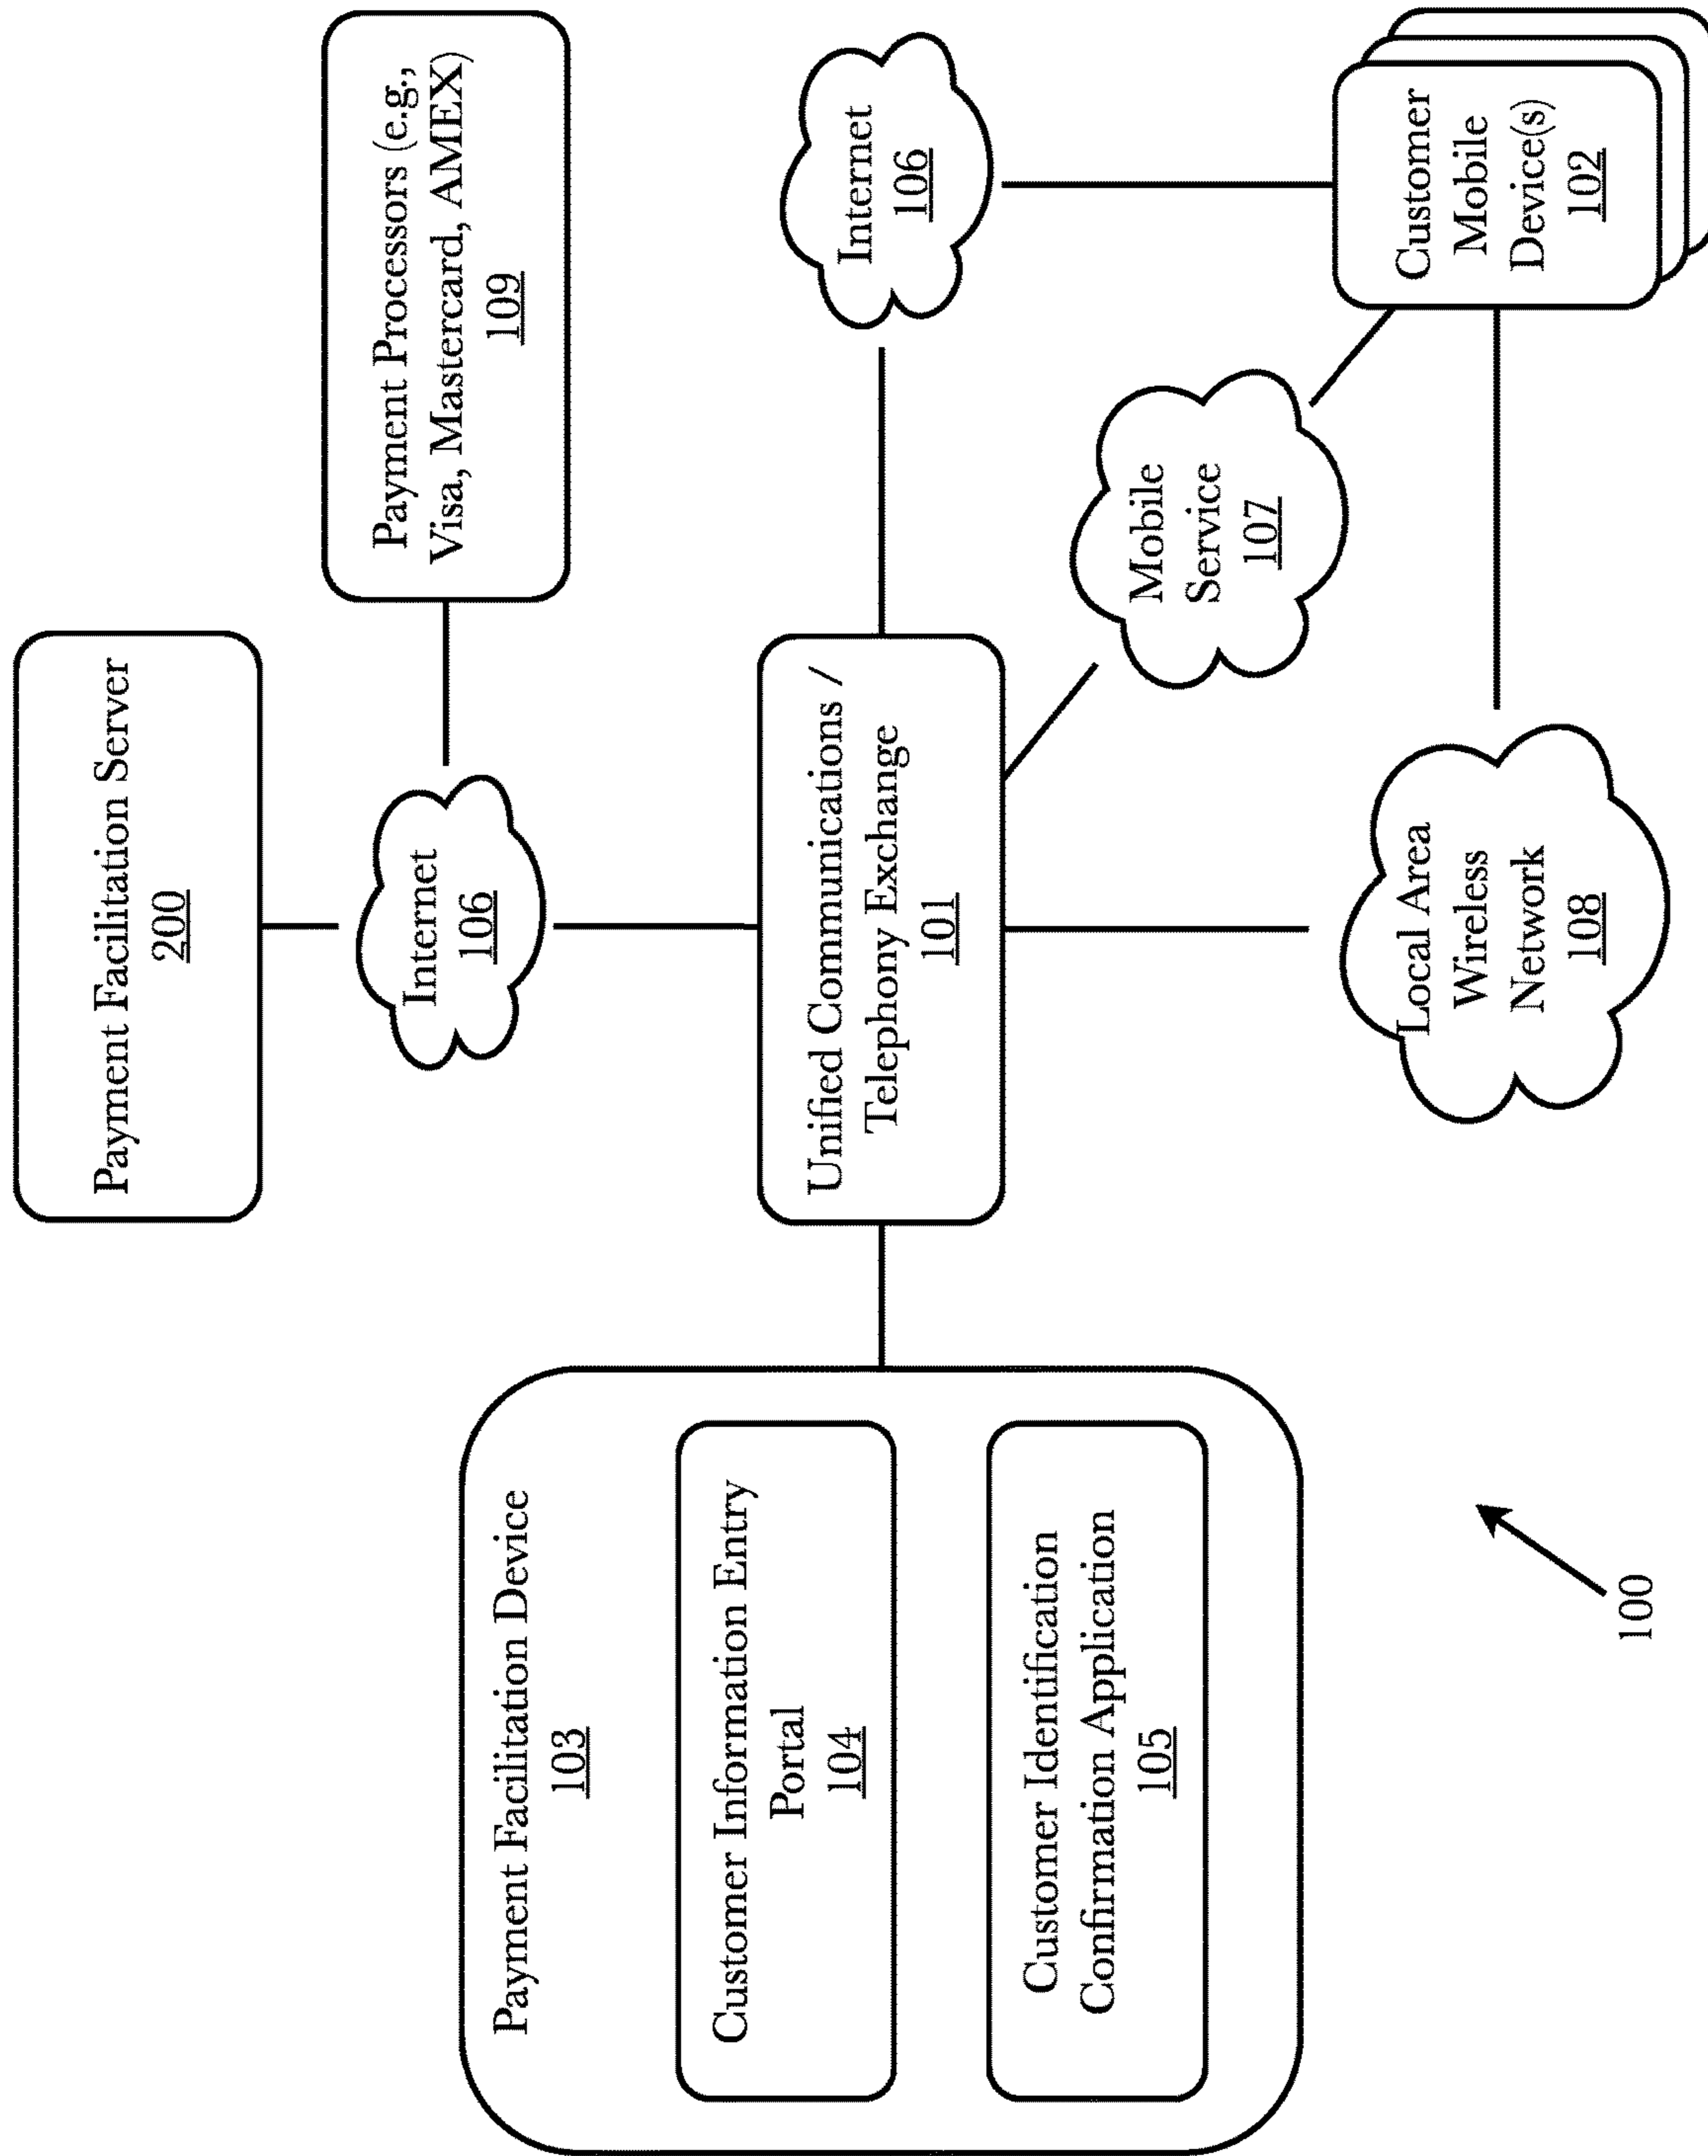 Payment Facilitation Server
200
Payment Processors (e.g,
Visa, Mastercard, AMEX)
109
Internet
106
Payment Facilitation Device
103
Customer Information Entry
Portal
104
Customer Identification
Confirmation Application
105
Unified Communications /
Telephony Exchange
101
Internet
106
Mobile
Service
107
Local Area
Wireless
Network
108
Customer
Mobile
Device(s)
102
100